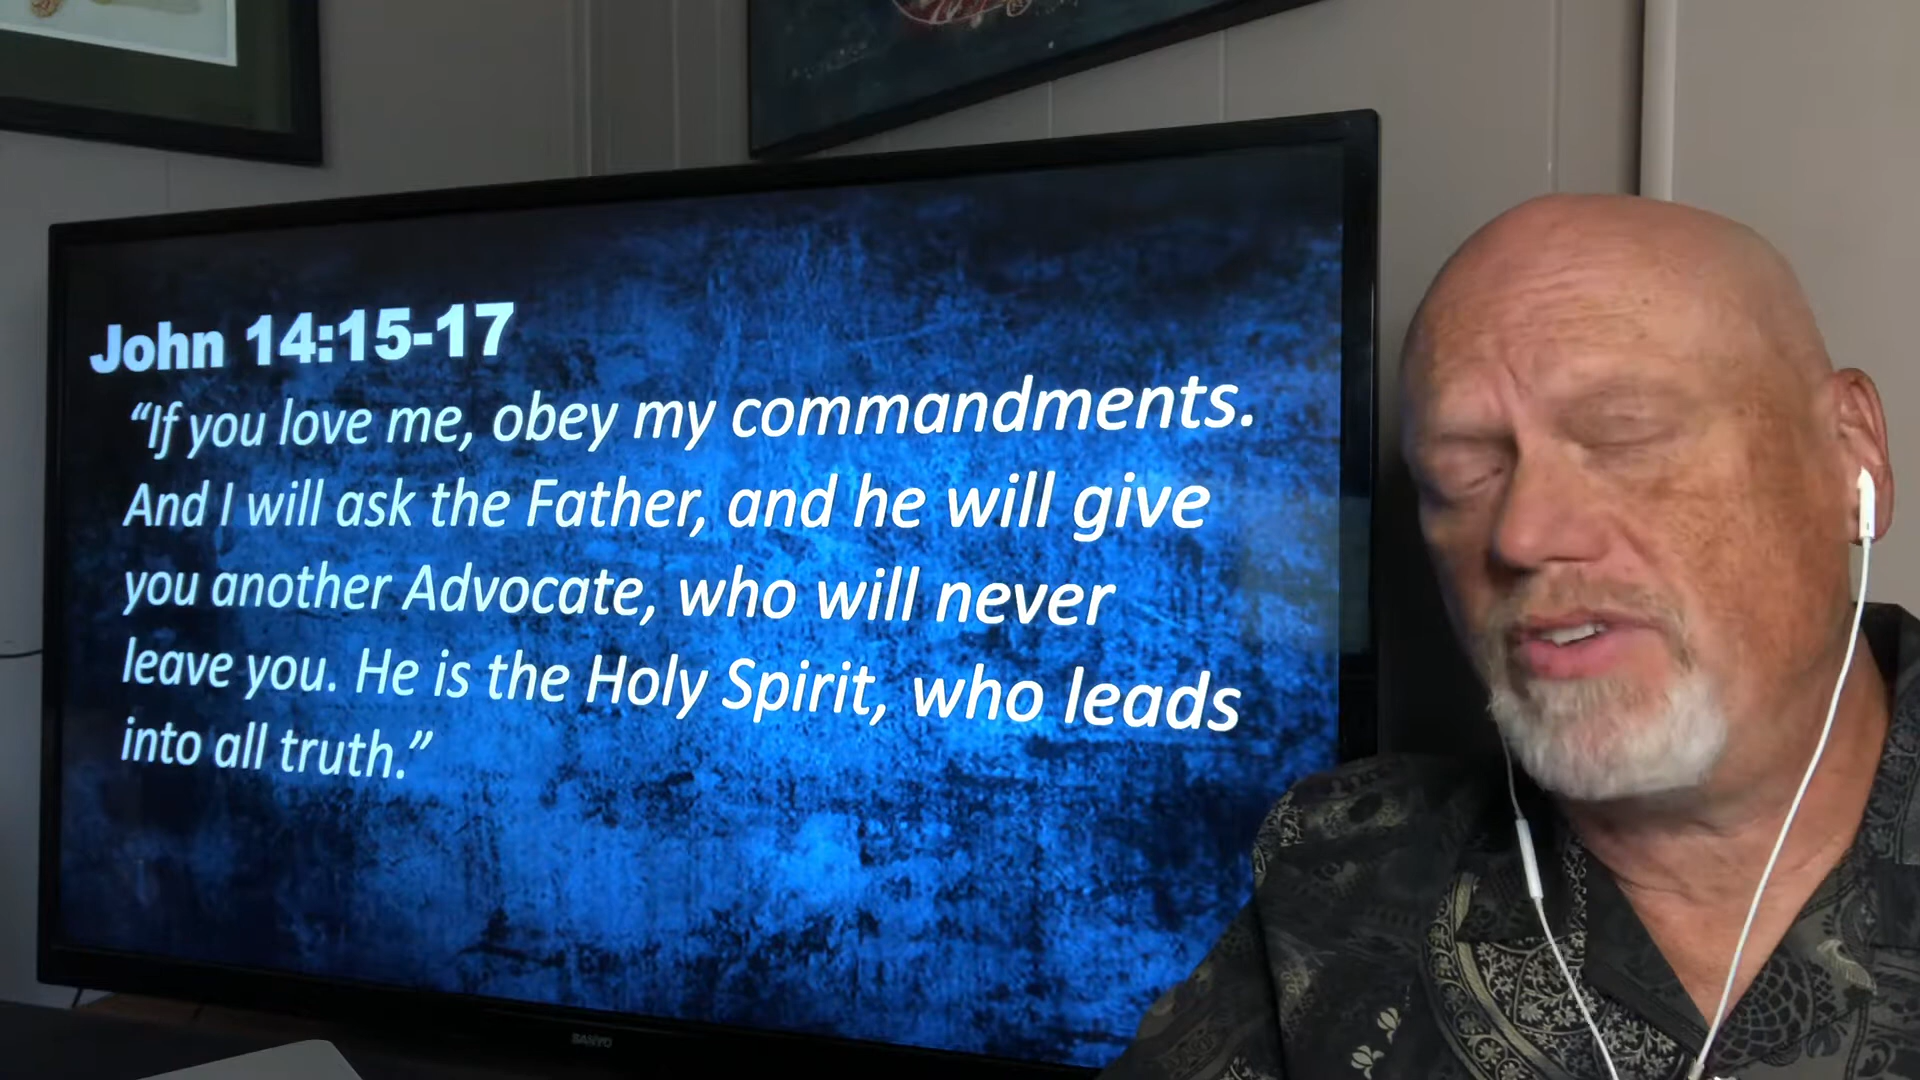 John 14:15-17
“If you love me, obey my commandments.
And I will ask the Father, and he will give
you another Advocate, who will never
leave you. He is the Holy Spirit, who leads
into all truth.”
SANYO